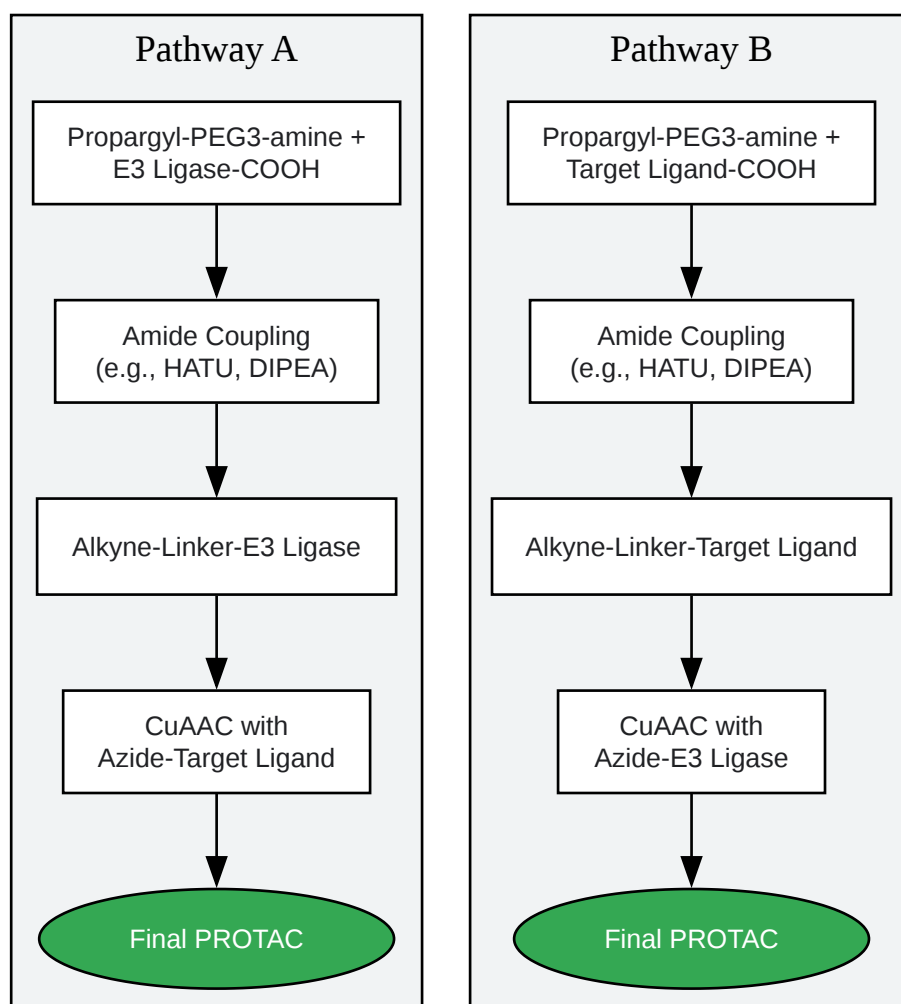 Pathway A
Propargyl-PEG3-amine +
E3 Ligase-COOH
Amide Coupling
(e.g., HATU, DIPEA)
Alkyne-Linker-E3 Ligase
CuAAC with
Azide-Target Ligand
Final PROTAC
Pathway B
Propargyl-PEG3-amine +
Target Ligand-COOH
Amide Coupling
(e.g., HATU, DIPEA)
Alkyne-Linker-Target Ligand
CuAAC with
Azide-E3 Ligase
Final PROTAC